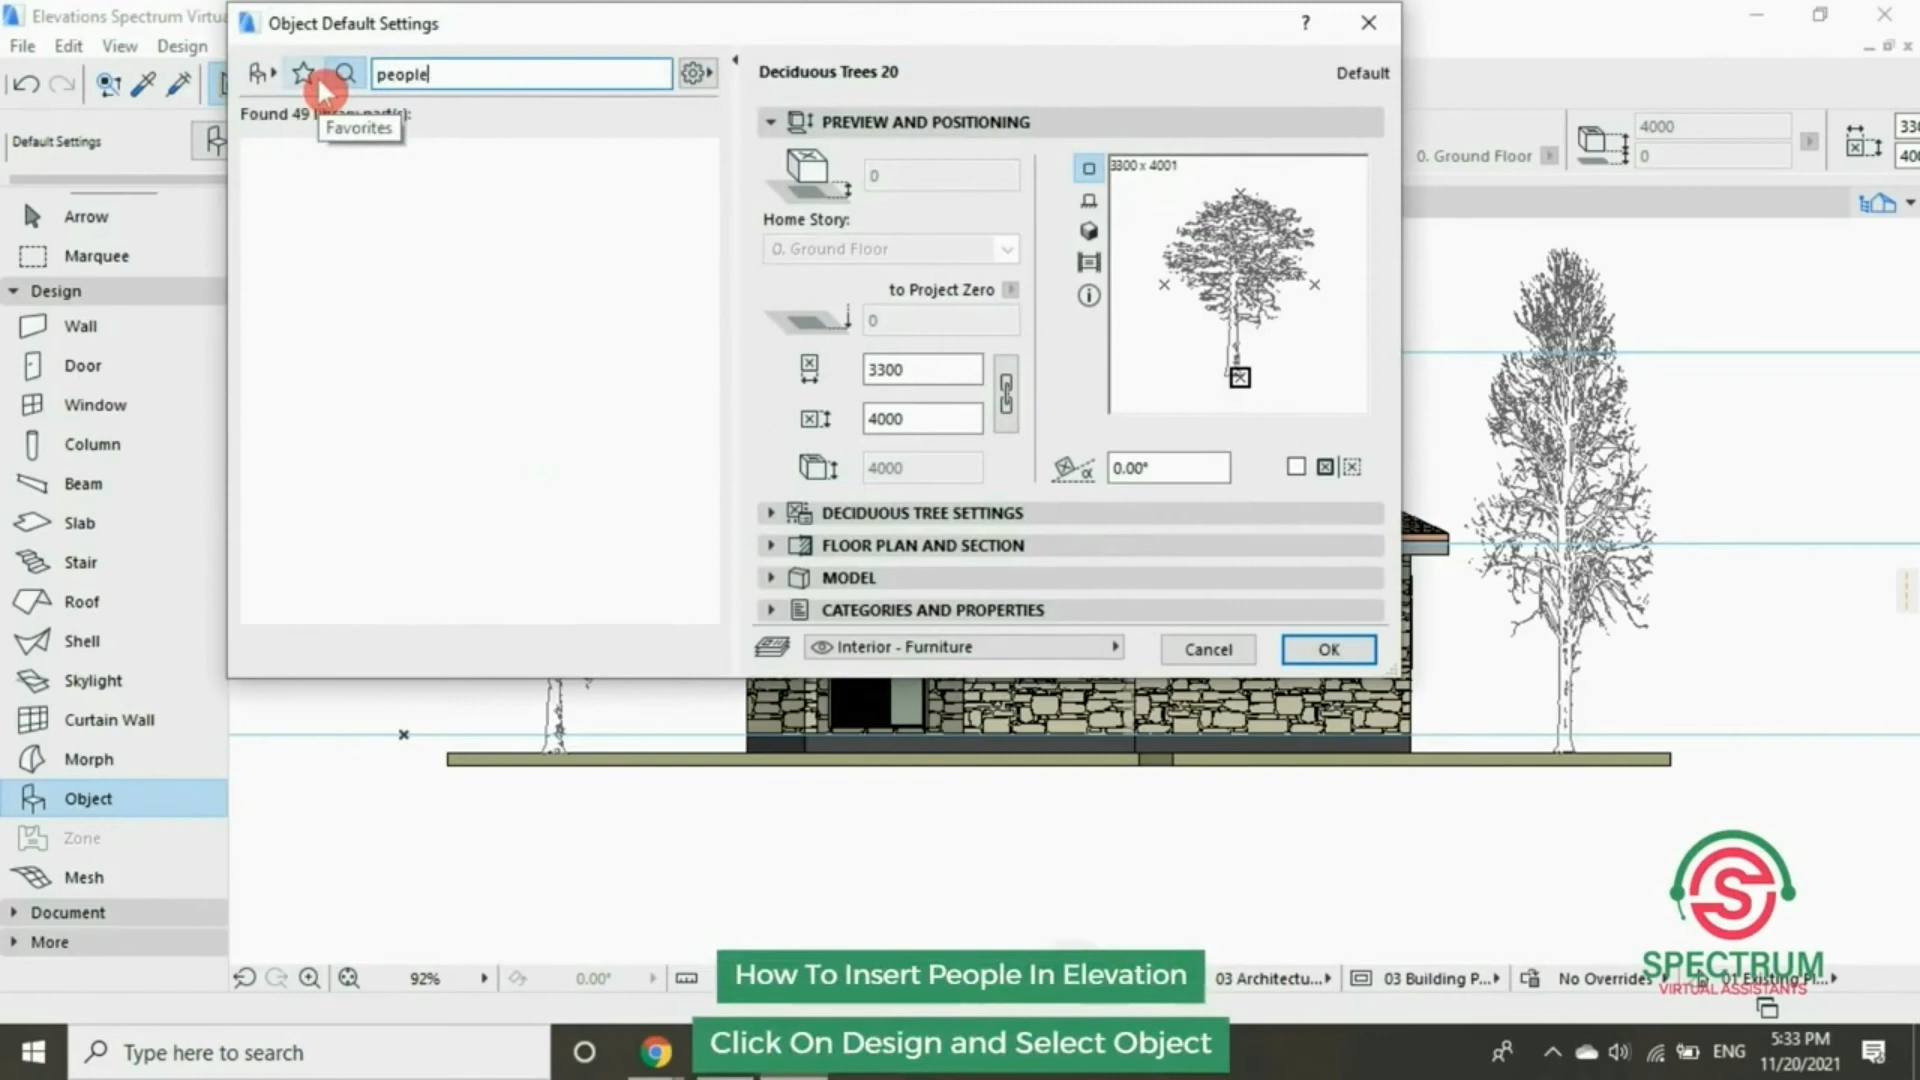 Elevations Spectrum Virtu
File Edit View Design
Object Default Settings
?
people
Found 49
Favorites
Default Settings
Deciduous Trees 20
Default
PREVIEW AND POSITIONING
0
Home Story:
0. Ground Floor
to Project Zero
0
3300
4000
4000
3300 x 4001
0.00°
DECIDUOUS TREE SETTINGS
FLOOR PLAN AND SECTION
MODEL
CATEGORIES AND PROPERTIES
Interior - Furniture
Cancel
OK
0. Ground Floor
4000
0
330
400
Arrow
Marquee
Design
Wall
Door
Window
Column
Beam
Slab
Stair
Roof
Shell
Skylight
Curtain Wall
Morph
Object
Zone
Mesh
Document
More
92%
0.00°
How To Insert People In Elevation
03 Architectu...
03 Building P...
No Overrides
01 Existing Pl...
SPECTRUM
VIRTUAL ASSISTANTS
Click On Design and Select Object
Type here to search
ENG
5:33 PM
11/20/2021